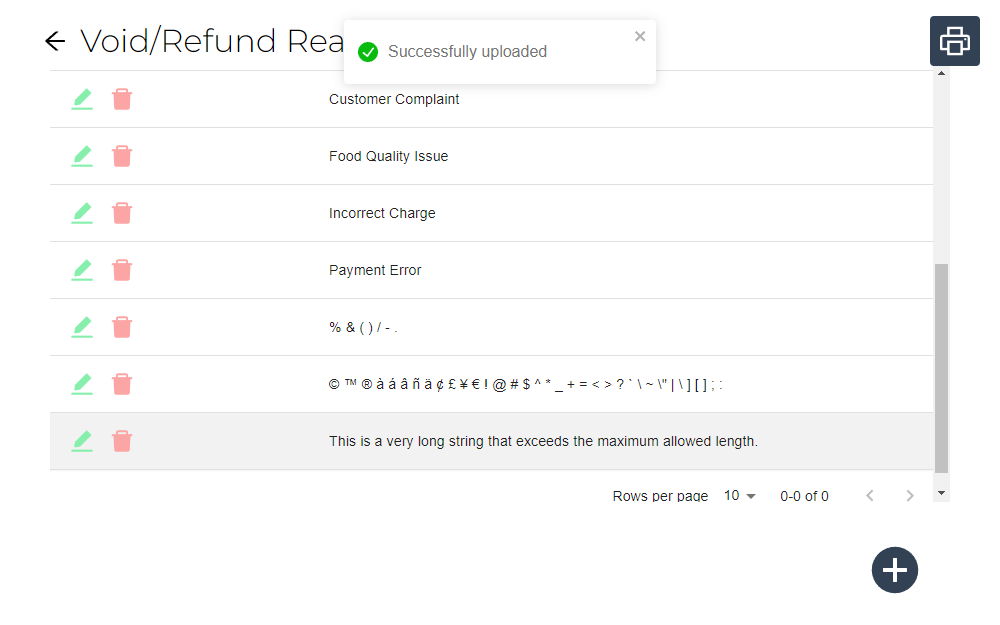 Void/Refund Rea
Successfully uploaded
Customer Complaint
Food Quality Issue
Incorrect Charge
Payment Error
% & ( ) / - .
© ™ ® à á â ñ ä ¢ £ ¥ € ! @ # $ ^ * _ + = < > ? ` \ ~ \" | \ ] [ ] ; :
This is a very long string that exceeds the maximum allowed length.
Rows per page 10 0-0 of 0